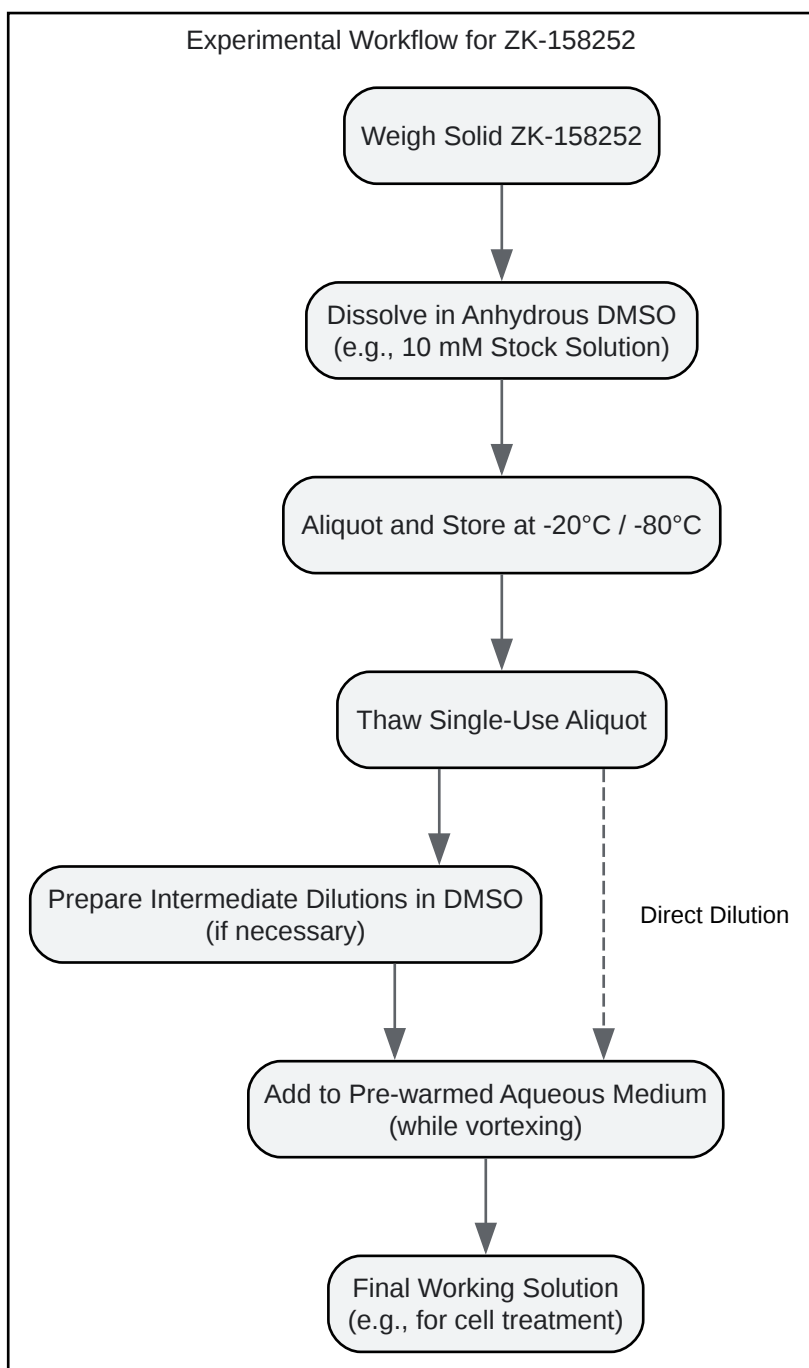 Experimental Workflow for ZK-158252
Weigh Solid ZK-158252
Dissolve in Anhydrous DMSO
(e.g., 10 mM Stock Solution)
Aliquot and Store at -20°C / -80°C
Thaw Single-Use Aliquot
Prepare Intermediate Dilutions in DMSO
(if necessary)
Direct Dilution
Add to Pre-warmed Aqueous Medium
(while vortexing)
Final Working Solution
(e.g., for cell treatment)